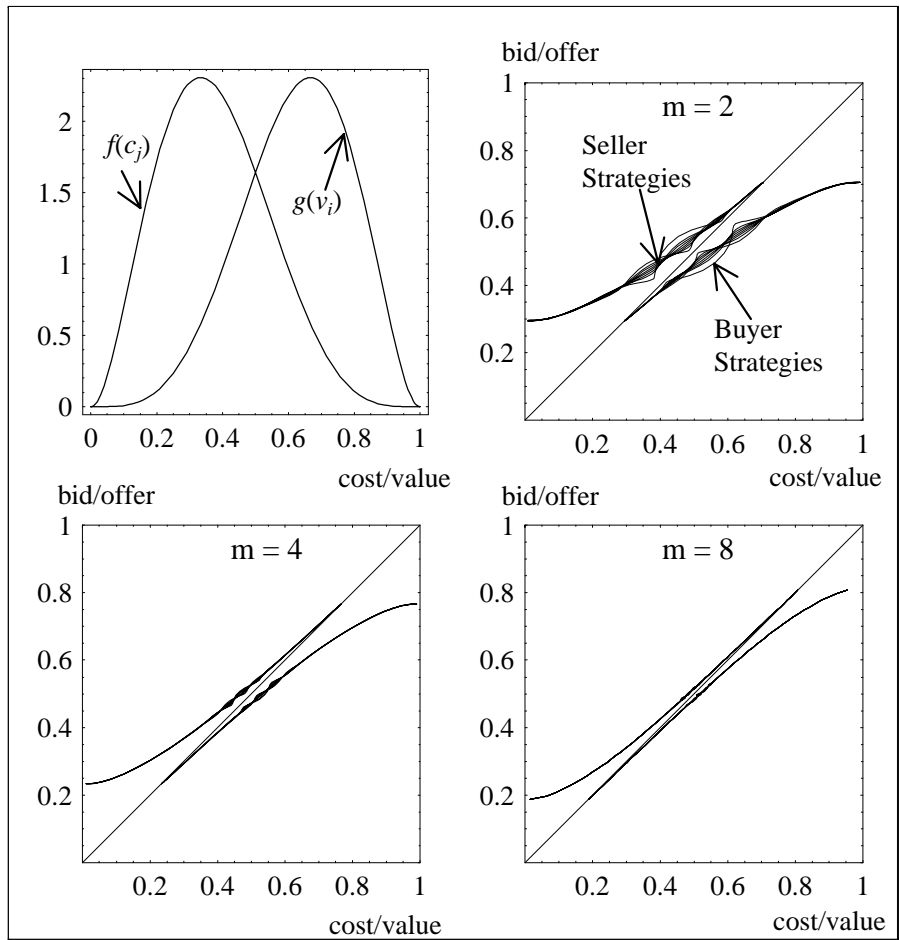 2
1.5
1
0.5
0
0
0.2
0.4
0.6
0.8
1
f(c_j)
g(v_i)
cost/value
bid/offer
1
0.8
0.6
0.4
0.2
0.2
0.4
0.6
0.8
1
m = 2
Seller
Strategies
Buyer
Strategies
cost/value
bid/offer
1
0.8
0.6
0.4
0.2
0.2
0.4
0.6
0.8
1
m = 4
cost/value
bid/offer
1
0.8
0.6
0.4
0.2
0.2
0.4
0.6
0.8
1
m = 8
cost/value